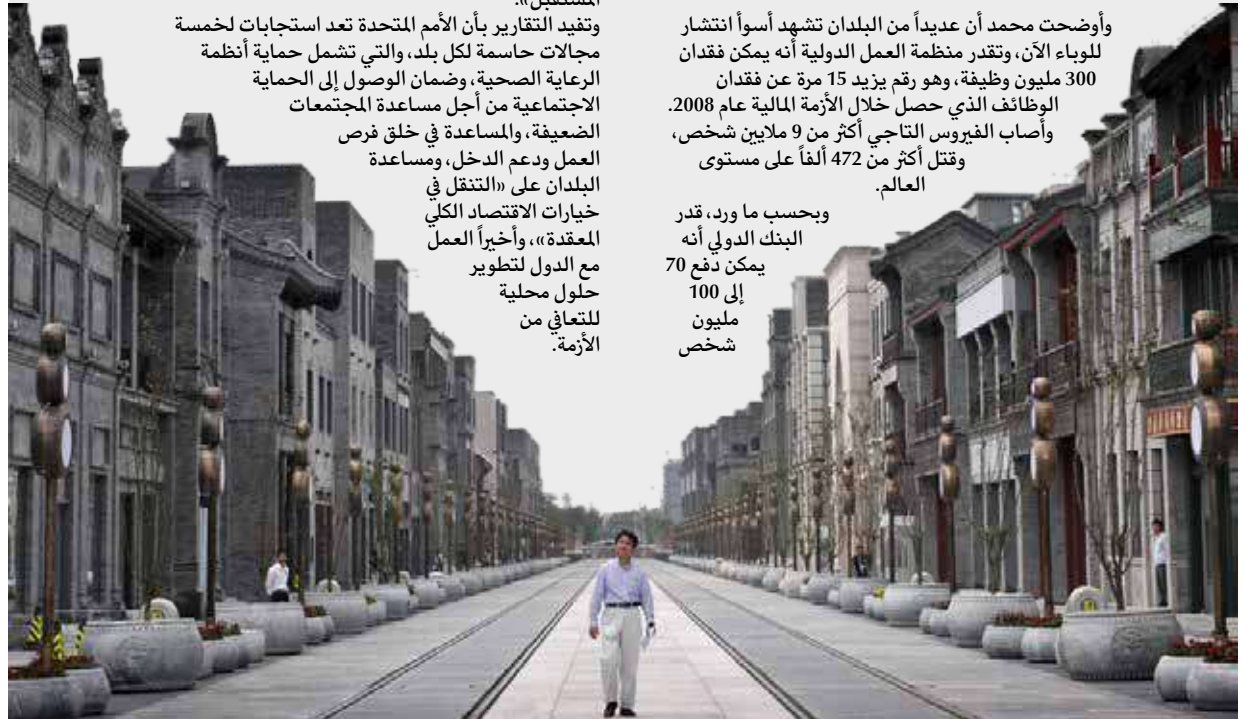 وأوضحت محمد أن عديداً من البلدان تشهد أسوأ انتشار
للوباء الآن، وتقدر منظمة العمل الدولية أنه يمكن فقدان
300 مليون وظيفة، وهو رقم يزيد 15 مرة عن فقدان
الوظائف الذي حصل خلال الأزمة المالية عام 2008.
وأصاب الفيروس التاجي أكثر من 9 ملايين شخص،
وقتل أكثر من 472 ألفاً على مستوى
العالم.
وبحسب ما ورد، قدر
البنك الدولي أنه
يمكن دفع 70
إلى 100
مليون
شخص
المستقبل».
وتفيد التقارير بأن الأمم المتحدة تعد استجابات لخمسة
مجالات حاسمة لكل بلد، والتي تشمل حماية أنظمة
الرعاية الصحية، وضمان الوصول إلى الحماية
الاجتماعية من أجل مساعدة المجتمعات
الضعيفة، والمساعدة في خلق فرص
العمل ودعم الدخل، ومساعدة
البلدان على «التنقل في
خيارات الاقتصاد الكلي
المعقدة»، وأخيراً العمل
مع الدول لتطوير
حلول محلية
للتعافي من
الأزمة.